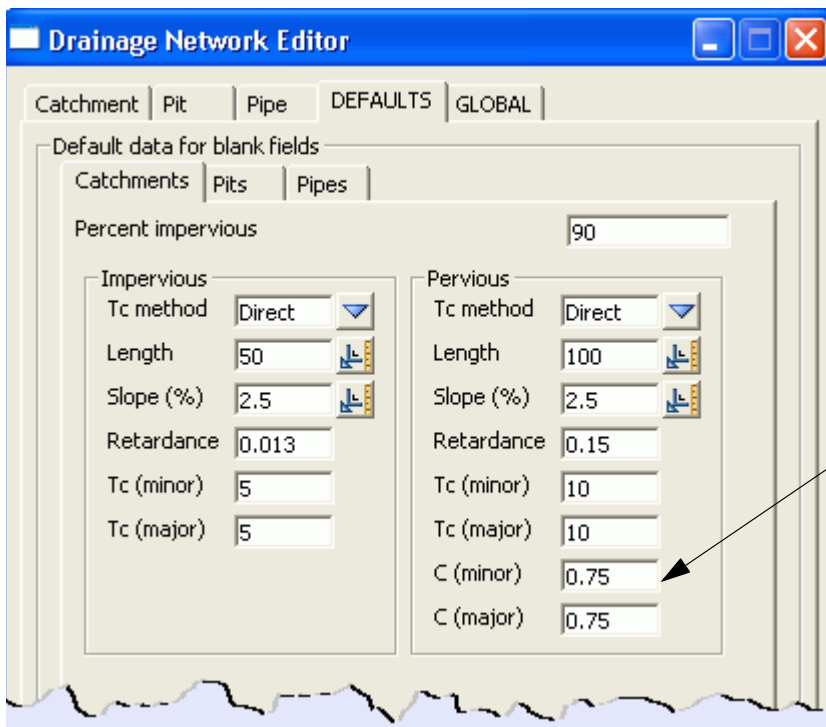 Drainage Network Editor
Catchment Pit Pipe DEFAULTS GLOBAL
Default data for blank fields
Catchments Pits Pipes
Percent impervious 90
Impervious
Tc method Direct
Length 50
Slope (%) 2.5
Retardance 0.013
Tc (minor) 5
Tc (major) 5
Pervious
Tc method Direct
Length 100
Slope (%) 2.5
Retardance 0.15
Tc (minor) 10
Tc (major) 10
C (minor) 0.75
C (major) 0.75